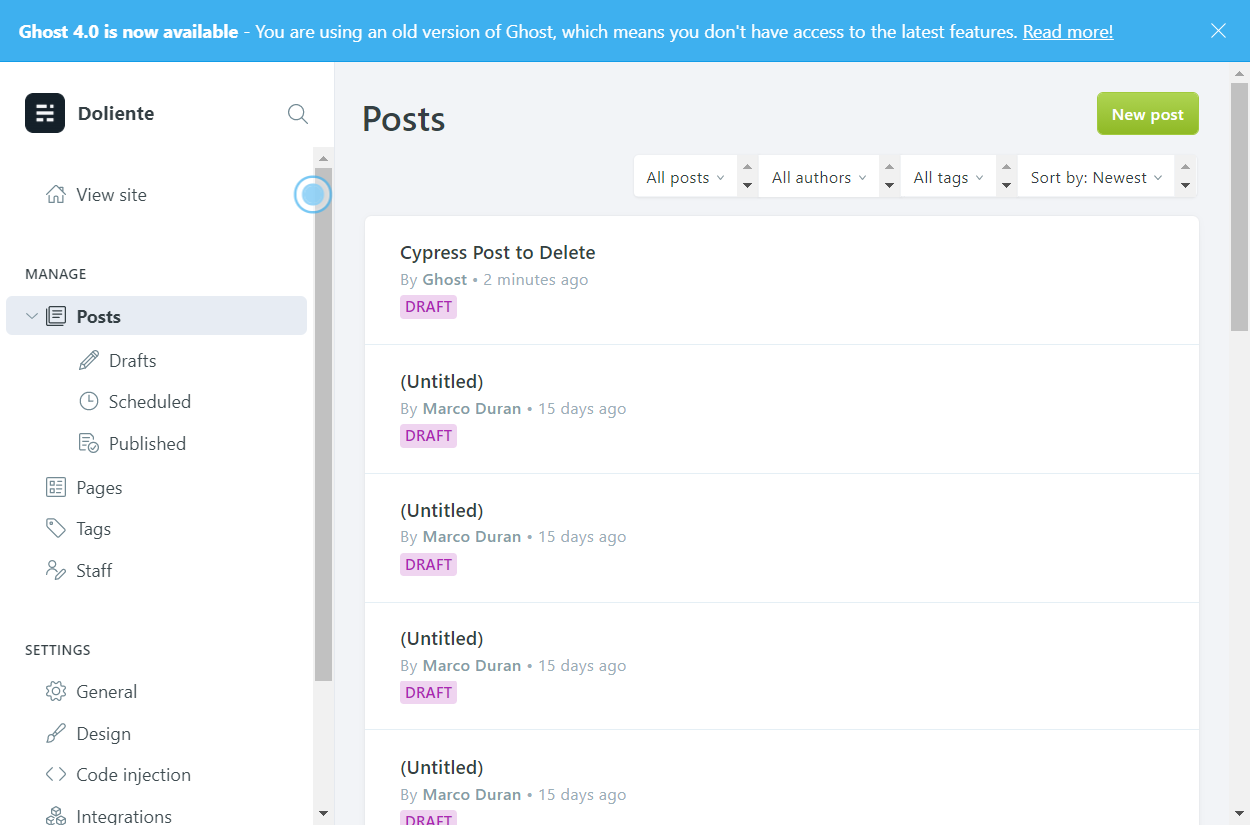 Ghost 4.0 is now available - You are using an old version of Ghost, which means you don't have access to the latest features. Read more!
Doliente
View site
MANAGE
Posts
Drafts
Scheduled
Published
Pages
Tags
Staff
SETTINGS
General
Design
Code injection
Integrations
Posts
New post
All posts
All authors
All tags
Sort by: Newest
Cypress Post to Delete
By Ghost • 2 minutes ago
DRAFT
(Untitled)
By Marco Duran • 15 days ago
DRAFT
(Untitled)
By Marco Duran • 15 days ago
DRAFT
(Untitled)
By Marco Duran • 15 days ago
DRAFT
(Untitled)
By Marco Duran • 15 days ago
DRAFT